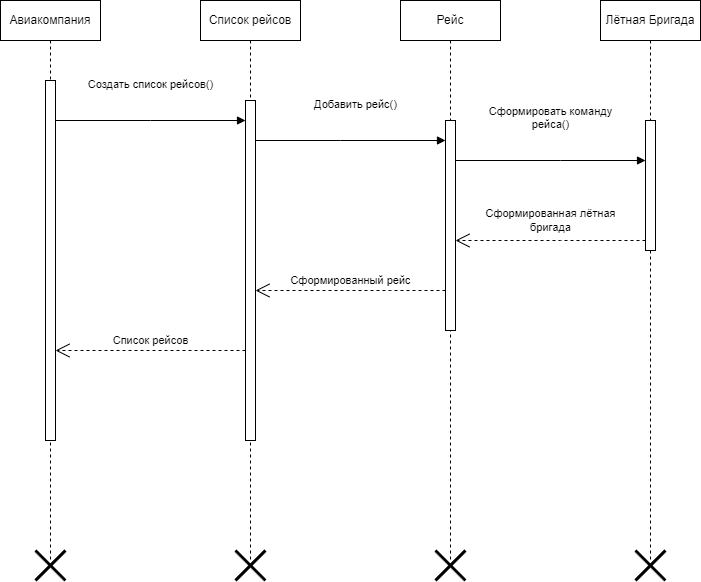 Авиакомпания
Список рейсов
Рейс
Лётная Бригада
Создать список рейсов()
Добавить рейс()
Сформировать команду
рейса()
Сформированная лётная
бригада
Сформированный рейс
Список рейсов